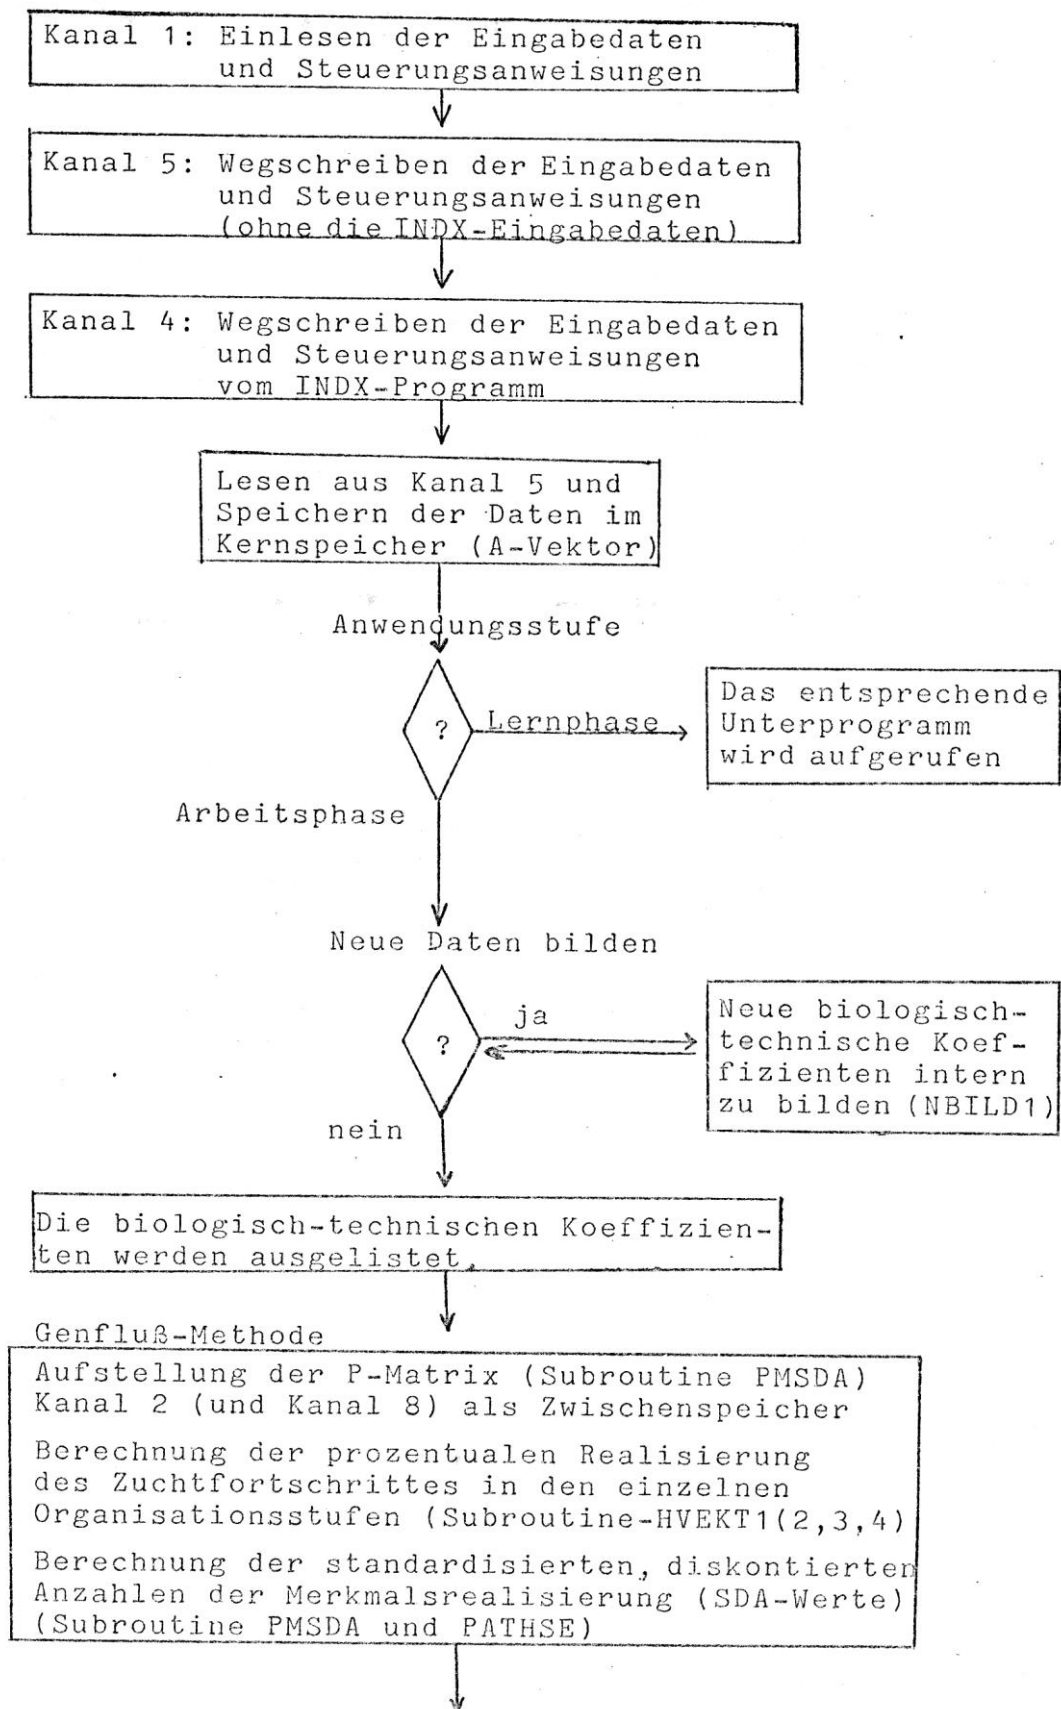 Kanal 1: Einlesen der Eingabedaten
und Steuerungsanweisungen
Kanal 5: Wegschreiben der Eingabedaten
und Steuerungsanweisungen
(ohne die INDX-Eingabedaten)
Kanal 4: Wegschreiben der Eingabedaten
und Steuerungsanweisungen
vom INDX-Programm
Lesen aus Kanal 5 und
Speichern der Daten im
Kernspeicher (A-Vektor)
Anwendungsstufe
? Lernphase
Das entsprechende
Unterprogramm
wird aufgerufen
Arbeitsphase
Neue Daten bilden
? ja
Neue biologisch-
technische Koef-
fizienten intern
zu bilden (NBILD1)
nein
Die biologisch-technischen Koeffizien-
ten werden ausgelistet.
Genfluß-Methode
Aufstellung der P-Matrix (Subroutine PMSDA)
Kanal 2 (und Kanal 8) als Zwischenspeicher
Berechnung der prozentualen Realisierung
des Zuchtfortschrittes in den einzelnen
Organisationsstufen (Subroutine-HVEKT1(2,3,4)
Berechnung der standardisierten, diskontierten
Anzahlen der Merkmalsrealisierung (SDA-Werte)
(Subroutine PMSDA und PATHSE)